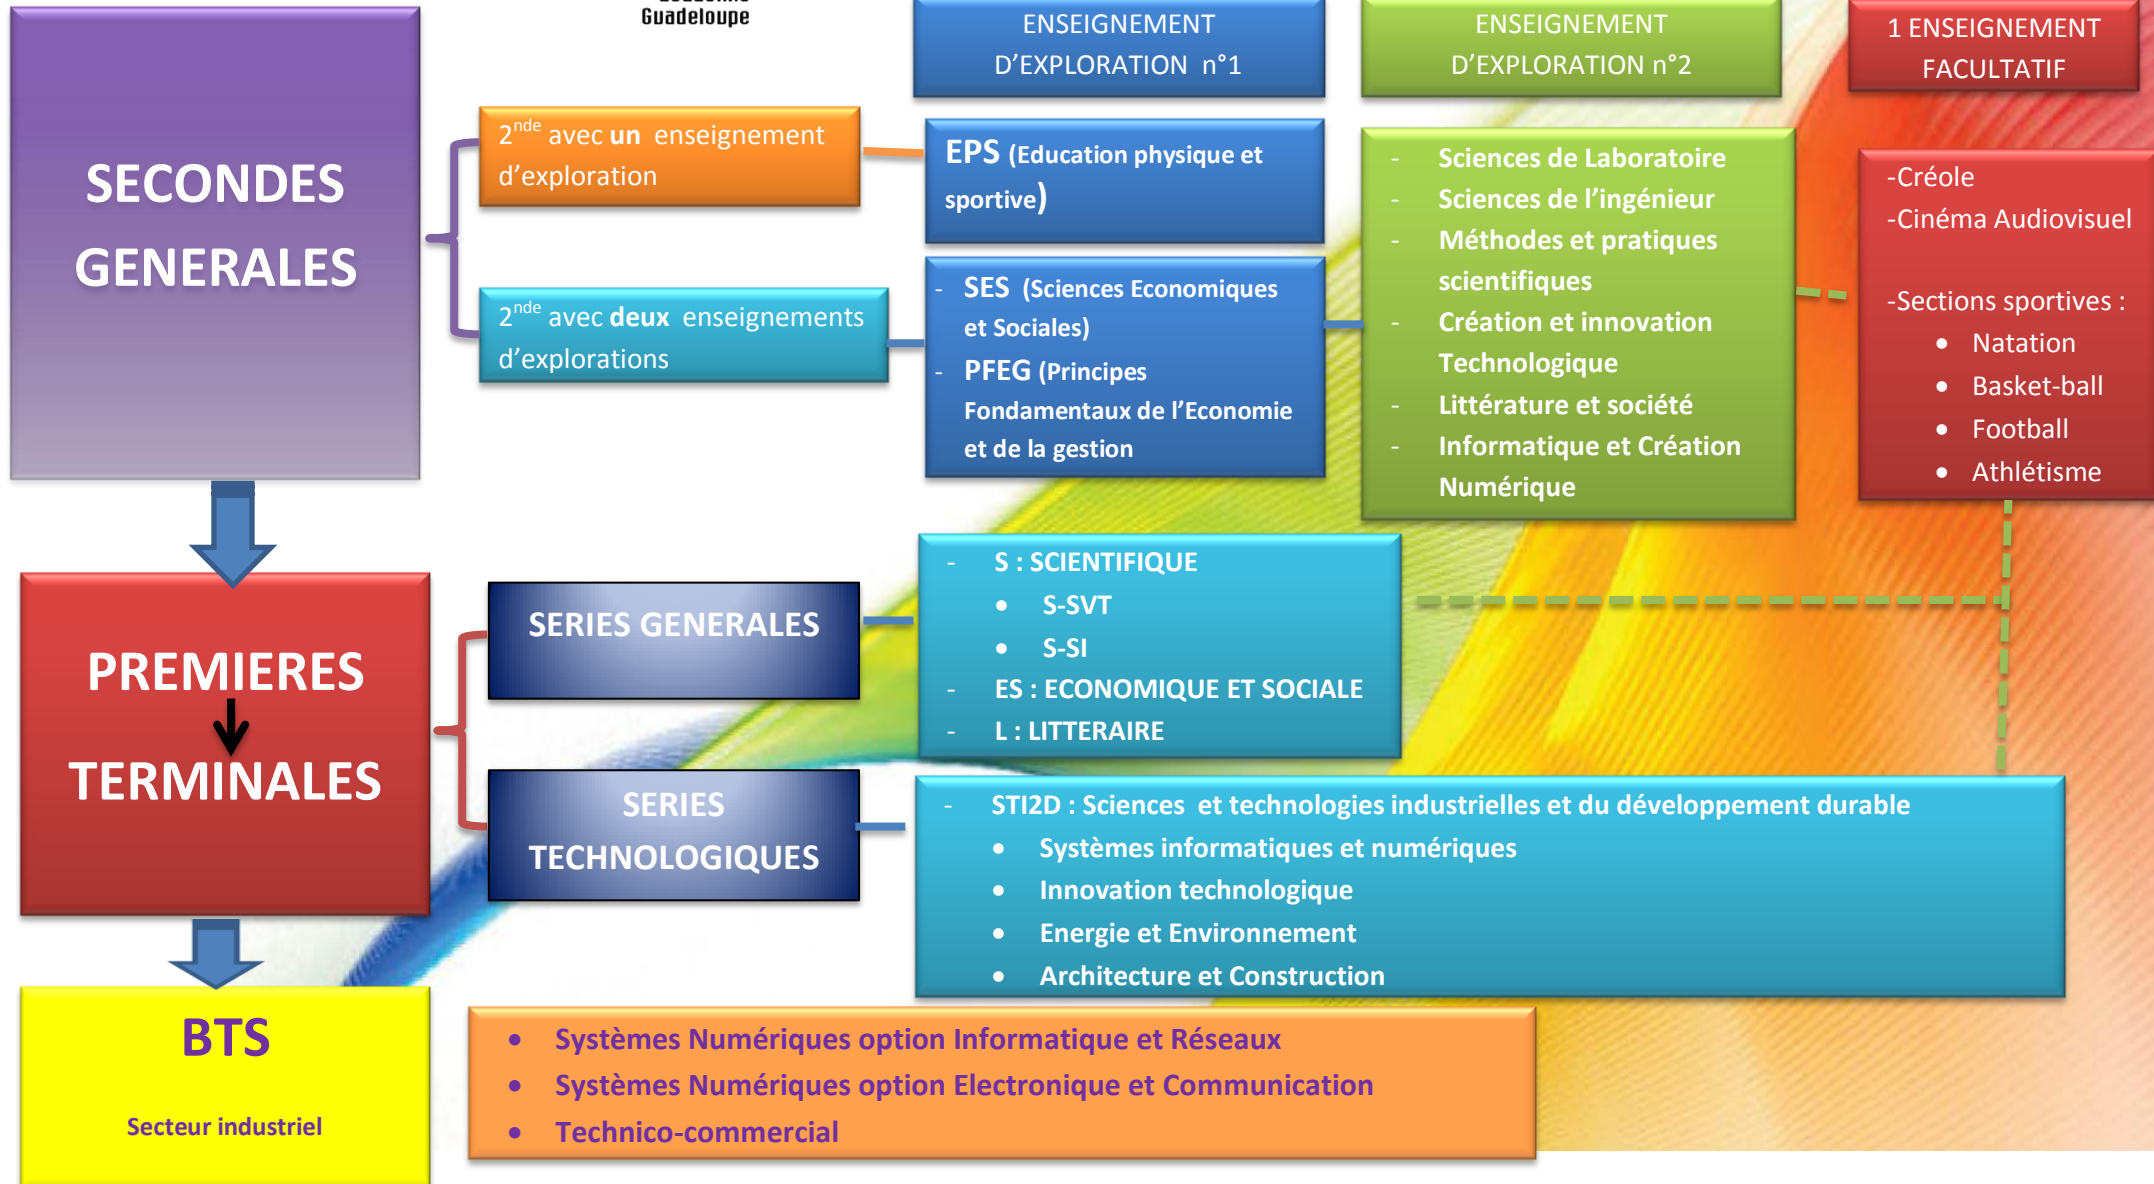 Guadeloupe
ENSEIGNEMENT
D'EXPLORATION n°1
ENSEIGNEMENT
D'EXPLORATION n°2
1 ENSEIGNEMENT
FACULTATIF
SECONDES
GENERALES
2nde avec un enseignement
d'exploration
EPS (Education physique et
sportive)
2nde avec deux enseignements
d'explorations
- SES (Sciences Economiques
et Sociales)
- PFEG (Principes
Fondamentaux de l'Economie
et de la gestion
- Sciences de Laboratoire
- Sciences de l'ingénieur
- Méthodes et pratiques
scientifiques
- Création et innovation
Technologique
- Littérature et société
- Informatique et Création
Numérique
-Créole
-Cinéma Audiovisuel
-Sections sportives :
• Natation
• Basket-ball
• Football
• Athlétisme
PREMIERES
TERMINALES
SERIES GENERALES
- S : SCIENTIFIQUE
• S-SVT
• S-SI
- ES : ECONOMIQUE ET SOCIALE
- L : LITTERAIRE
SERIES
TECHNOLOGIQUES
- STI2D : Sciences et technologies industrielles et du développement durable
• Systèmes informatiques et numériques
• Innovation technologique
• Energie et Environnement
• Architecture et Construction
BTS
Secteur industriel
• Systèmes Numériques option Informatique et Réseaux
• Systèmes Numériques option Electronique et Communication
• Technico-commercial